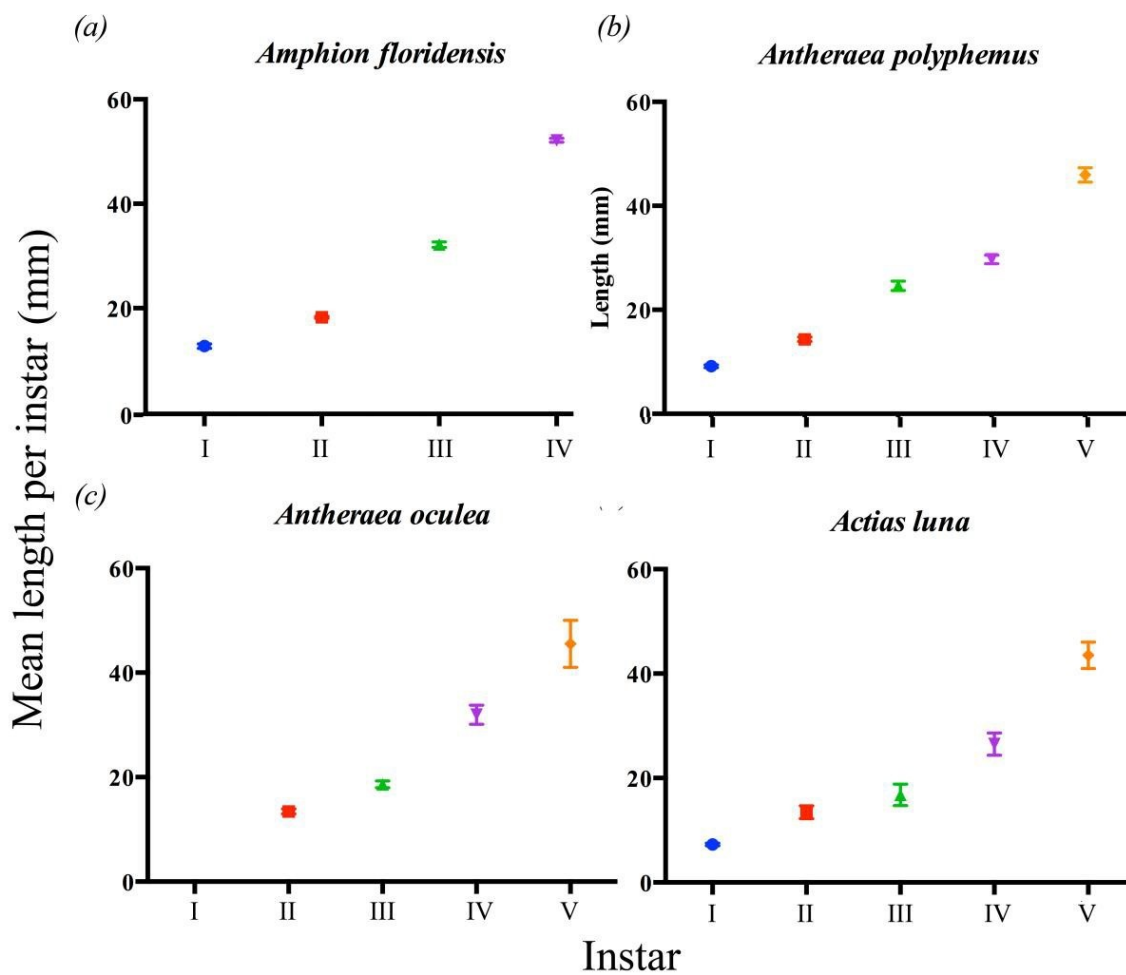 (a)
Amphion floridensis
60
40
20
0
I II III IV
(b)
Antheraea polyphemus
Length (mm)
60
40
20
0
I II III IV V
(c)
Antheraea oculea
60
40
20
0
I II III IV V
Actias luna
60
40
20
0
I II III IV V
Mean length per instar (mm)
Instar